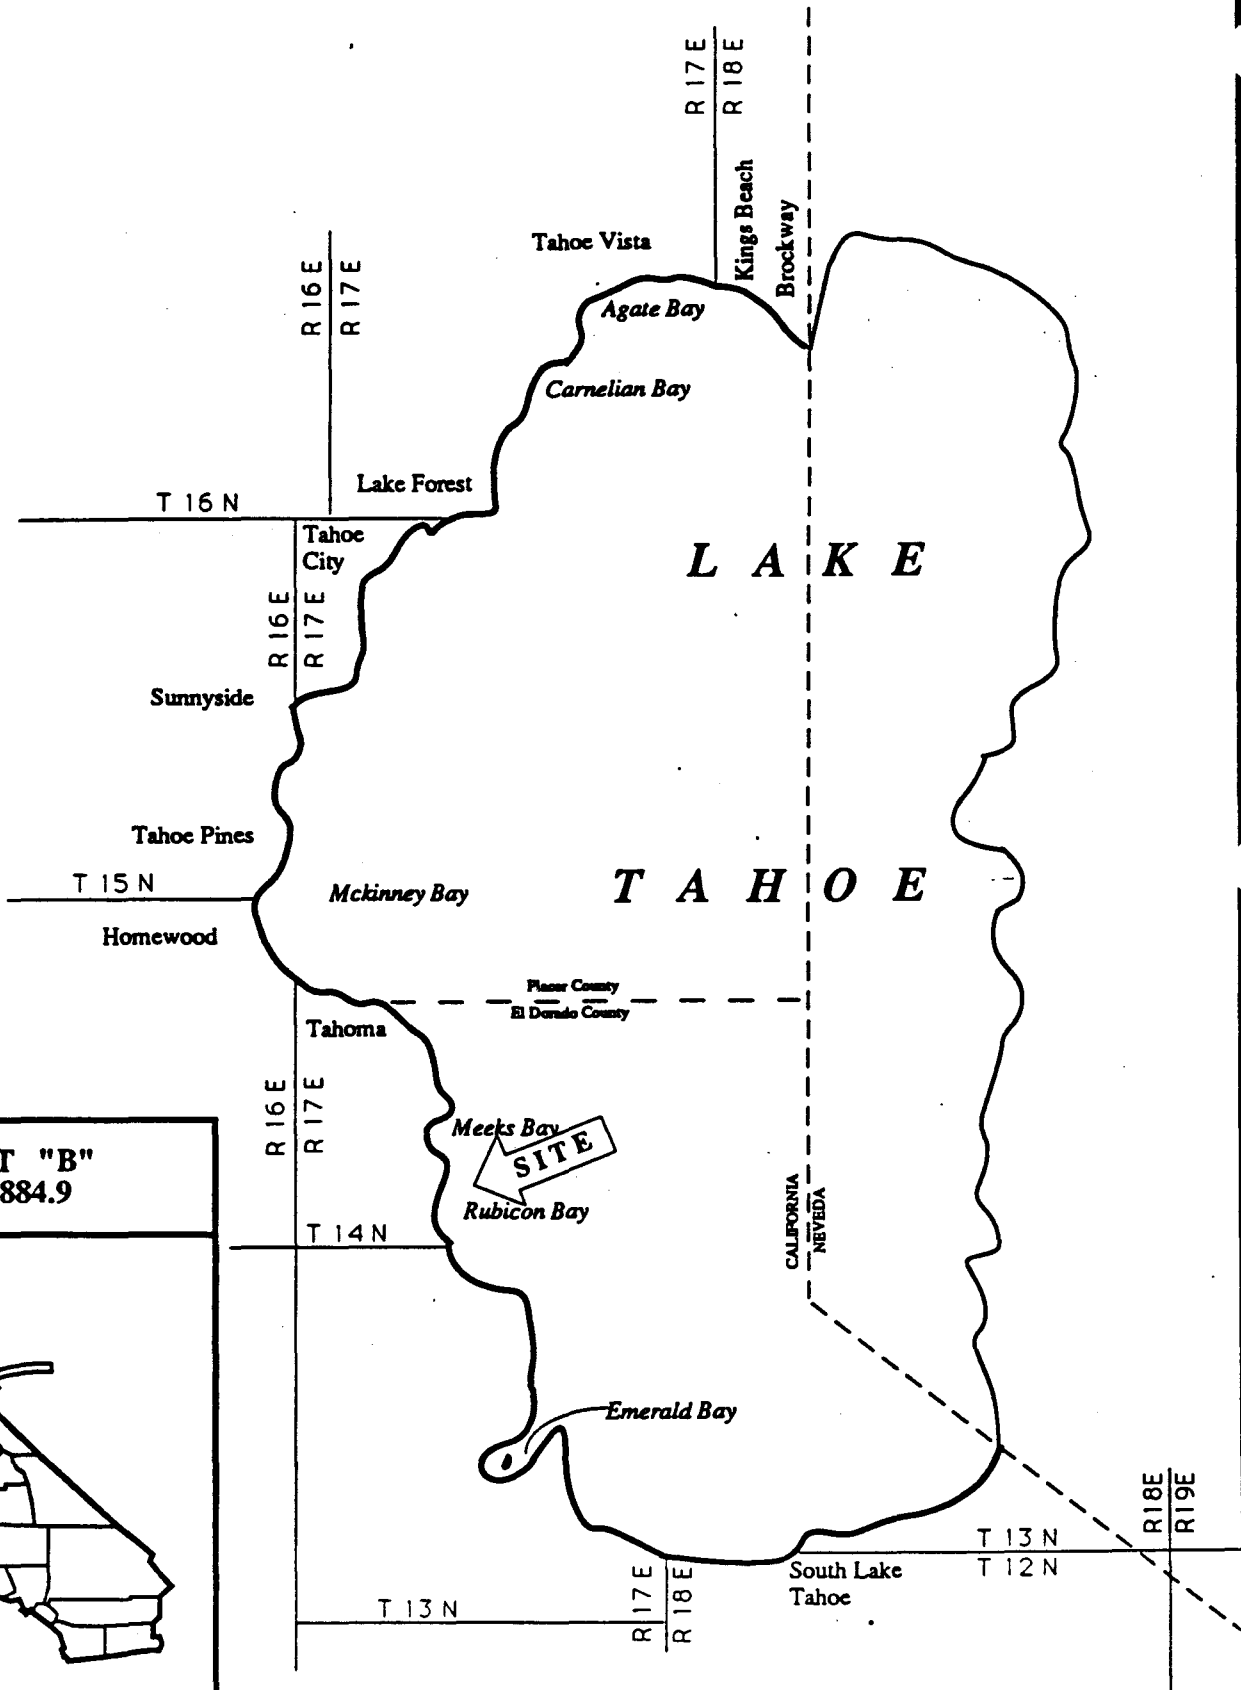 R 17 E
R 18 E
Kings Beach
Brockway
Tahoe Vista
R 16 E
R 17 E
Agate Bay
Carnelian Bay
Lake Forest
T 16 N
Tahoe
City
L A K E
R 16 E
R 17 E
Sunnyside
Tahoe Pines
T 15 N
Mckinney Bay
T A H O E
Homewood
Placer County
El Dorado County
Tahoma
R 16 E
R 17 E
Meeks Bay
SITE
T "B"
884.9
Rubicon Bay
CALIFORNIA
NEVEDA
T 14 N
Emerald Bay
R18E
R19E
T 13 N
T 12 N
South Lake
Tahoe
R 17 E
R 18 E
T 13 N